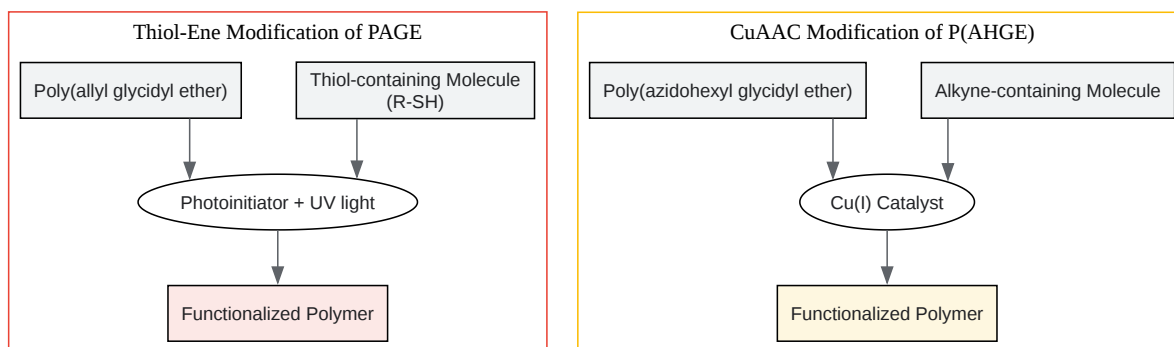 Thiol-Ene Modification of PAGE
Poly(allyl glycidyl ether)
Thiol-containing Molecule
(R-SH)
Photoinitiator + UV light
Functionalized Polymer
CuAAC Modification of P(AHGE)
Poly(azidohexyl glycidyl ether)
Alkyne-containing Molecule
Cu(I) Catalyst
Functionalized Polymer